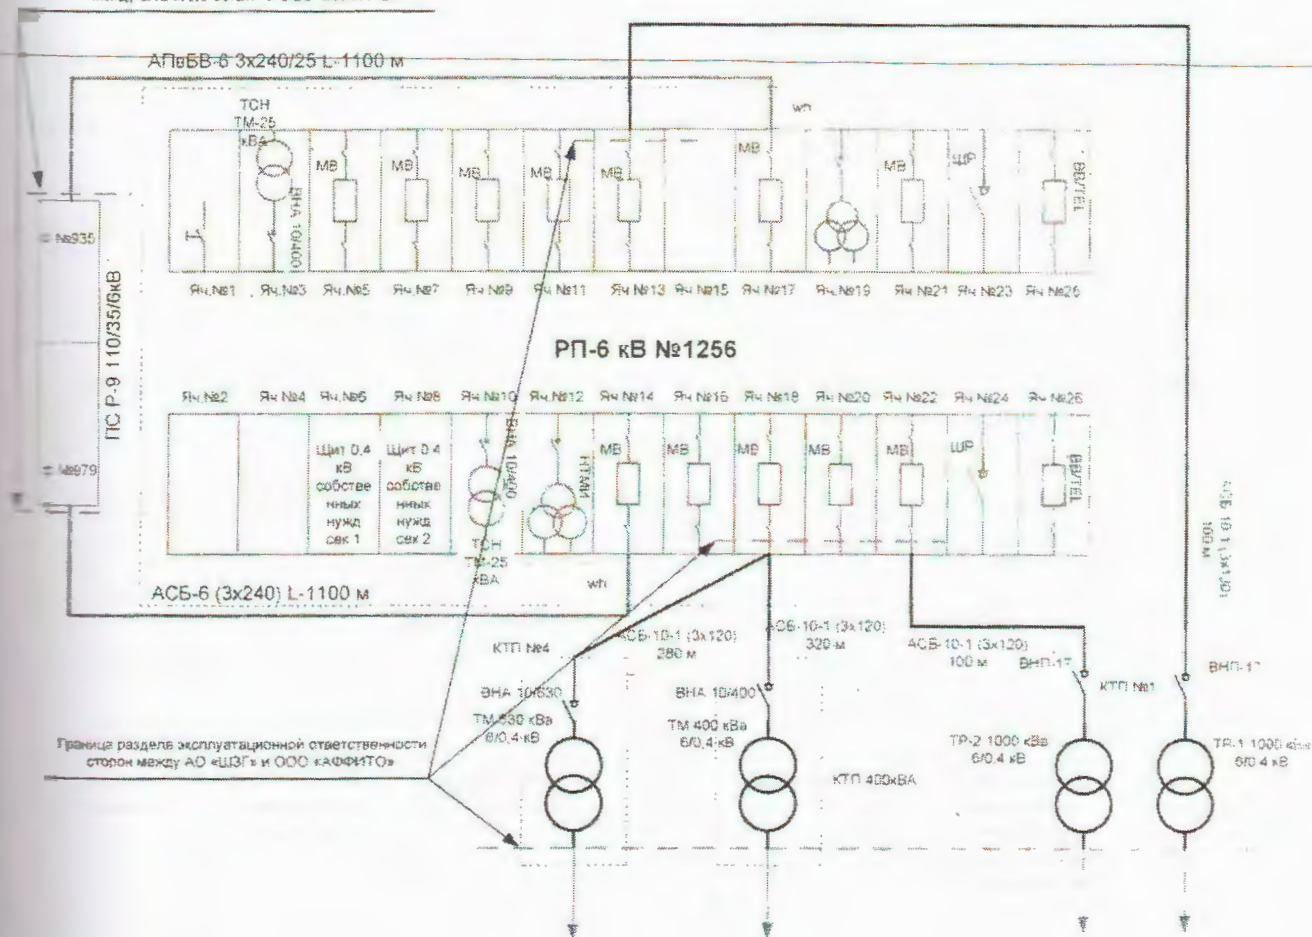 АПвБВ-6 3х240/25 L-1100 м
ТСН
ТМ-25
кВА
ВНА 10/400
МВ
МВ
МВ
МВ
МВ
wh
МВ
МВ
ШР
BB/TEL
№935
ПС Р-9 110/35/6кВ
№979
Яч.№1
Яч.№3
Яч.№5
Яч.№7
Яч.№9
Яч.№11
Яч.№13
Яч.№15
Яч.№17
Яч.№19
Яч.№21
Яч.№23
Яч.№25
РП-6 кВ №1256
Яч.№2
Яч.№4
Яч.№6
Яч.№8
Яч.№10
Яч.№12
Яч.№14
Яч.№16
Яч.№18
Яч.№20
Яч.№22
Яч.№24
Яч.№26
Щит 0.4
кВ
собстве
нных
нужд
сек 1
Щит 0.4
кВ
собстве
нных
нужд
сек 2
ВНА 10/400
ТСН
ТМ-25
кВА
НТМИ
МВ
МВ
МВ
МВ
МВ
ШР
BB/TEL
АСБ-6 (3х240) L-1100 м
wh
АСБ-10-1 (3х120)
280 м
АСБ-10-1 (3х120)
320 м
АСБ-10-1 (3х120)
100 м
АСБ-10-1 (3х120)
100 м
КТП №4
ВНА 10/630
ТМ 630 кВа
6/0,4 кВ
ВНА 10/400
ТМ 400 кВа
6/0,4 кВ
КТП 400кВА
ВНП-17
КТП №1
ВНП-17
ТР-2 1000 кВа
6/0.4 кВ
ТР-1 1000 кВа
6/0.4 кВ
Граница раздела эксплуатационной ответственности
сторон между АО «ШЗГ» и ООО «АФФИТО»